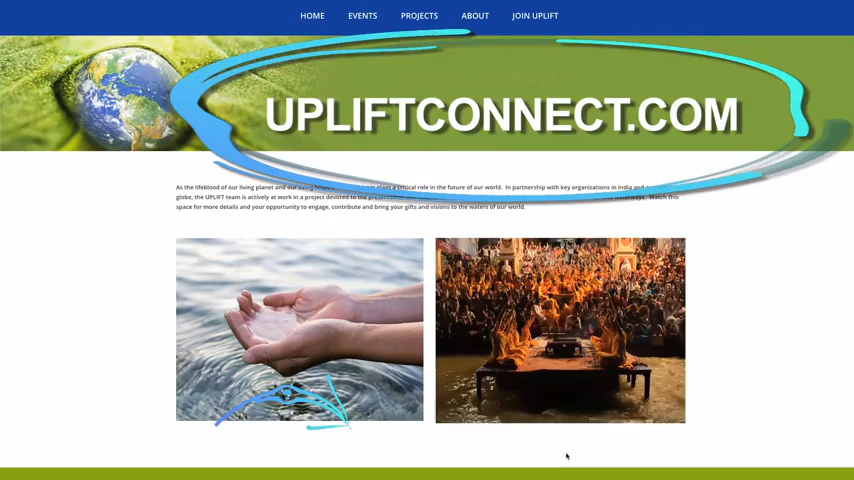 HOME EVENTS PROJECTS ABOUT JOIN UPLIFT
UPLIFTCONNECT.COM
As the lifeblood of our living planet and our living plays a critical role in the future of our world. In partnership with key organizations in India and
globe, the UPLIFT team is actively at work in a project devoted to the Watch this
space for more details and your opportunity to engage, contribute and bring your gifts and visions to the waters of our world.